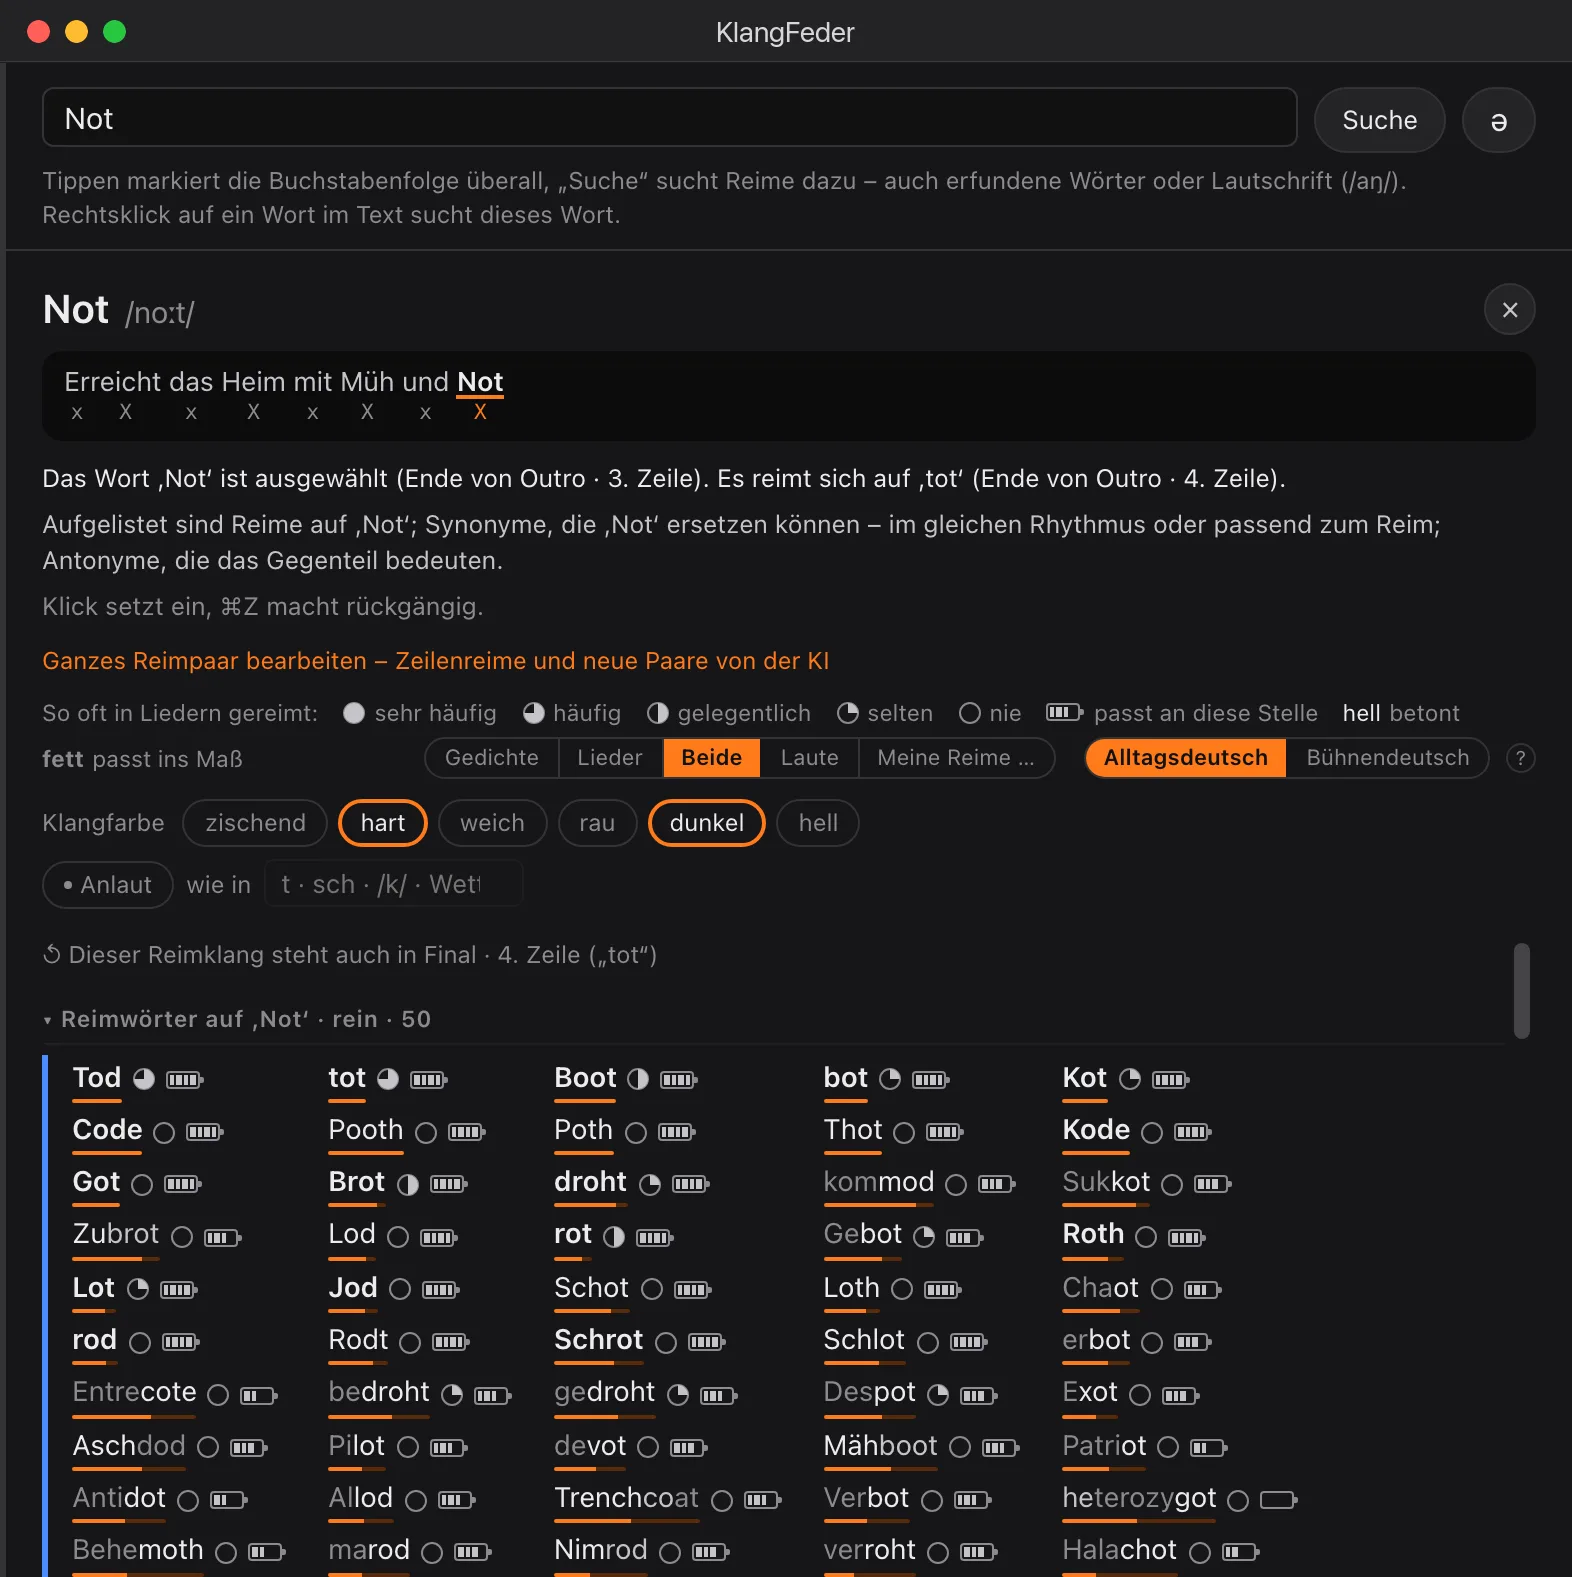 KlangFeder
Not Suche ə
Tippen markiert die Buchstabenfolge überall, „Suche“ sucht Reime dazu – auch erfundene Wörter oder Lautschrift (/aŋ/).
Rechtsklick auf ein Wort im Text sucht dieses Wort.
Not /noːt/ ×
Erreicht das Heim mit Müh und Not
x X x X x X x X
Das Wort ‚Not‘ ist ausgewählt (Ende von Outro · 3. Zeile). Es reimt sich auf ‚tot‘ (Ende von Outro · 4. Zeile).
Aufgelistet sind Reime auf ‚Not‘; Synonyme, die ‚Not‘ ersetzen können – im gleichen Rhythmus oder passend zum Reim;
Antonyme, die das Gegenteil bedeuten.
Klick setzt ein, ⌘Z macht rückgängig.
Ganzes Reimpaar bearbeiten – Zeilenreime und neue Paare von der KI
So oft in Liedern gereimt: sehr häufig häufig gelegentlich selten nie passt an diese Stelle hell betont
fett passt ins Maß Gedichte Lieder Beide Laute Meine Reime ... Alltagsdeutsch Bühnendeutsch ?
Klangfarbe zischend hart weich rau dunkel hell
• Anlaut wie in t · sch · /k/ · Wett
Dieser Reimklang steht auch in Final · 4. Zeile („tot“)
▾ Reimwörter auf ‚Not‘ · rein · 50
Tod tot Boot bot Kot
Code Pooth Poth Thot Kode
Got Brot droht kommod Sukkot
Zubrot Lod rot Gebot Roth
Lot Jod Schot Loth Chaot
rod Rodt Schrot Schlot erbot
Entrecote bedroht gedroht Despot Exot
Aschdod Pilot devot Mähboot Patriot
Antidot Allod Trenchcoat Verbot heterozygot
Behemoth marod Nimrod verroht Halachot